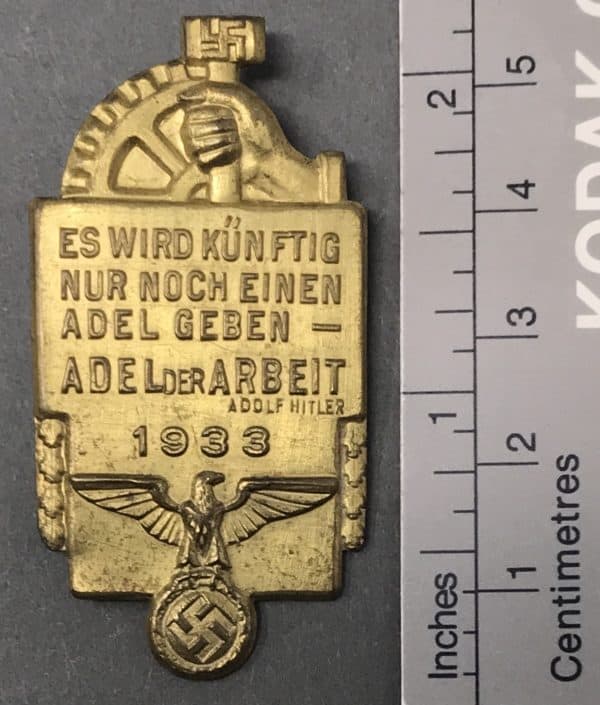 ES WIRD KÜNFTIG
NUR NOCH EINEN
ADEL GEBEN —
ADEL DER ARBEIT
ADOLF HITLER
1933
KODAK
2
1
Inches
5
4
3
2
1
Centimetres